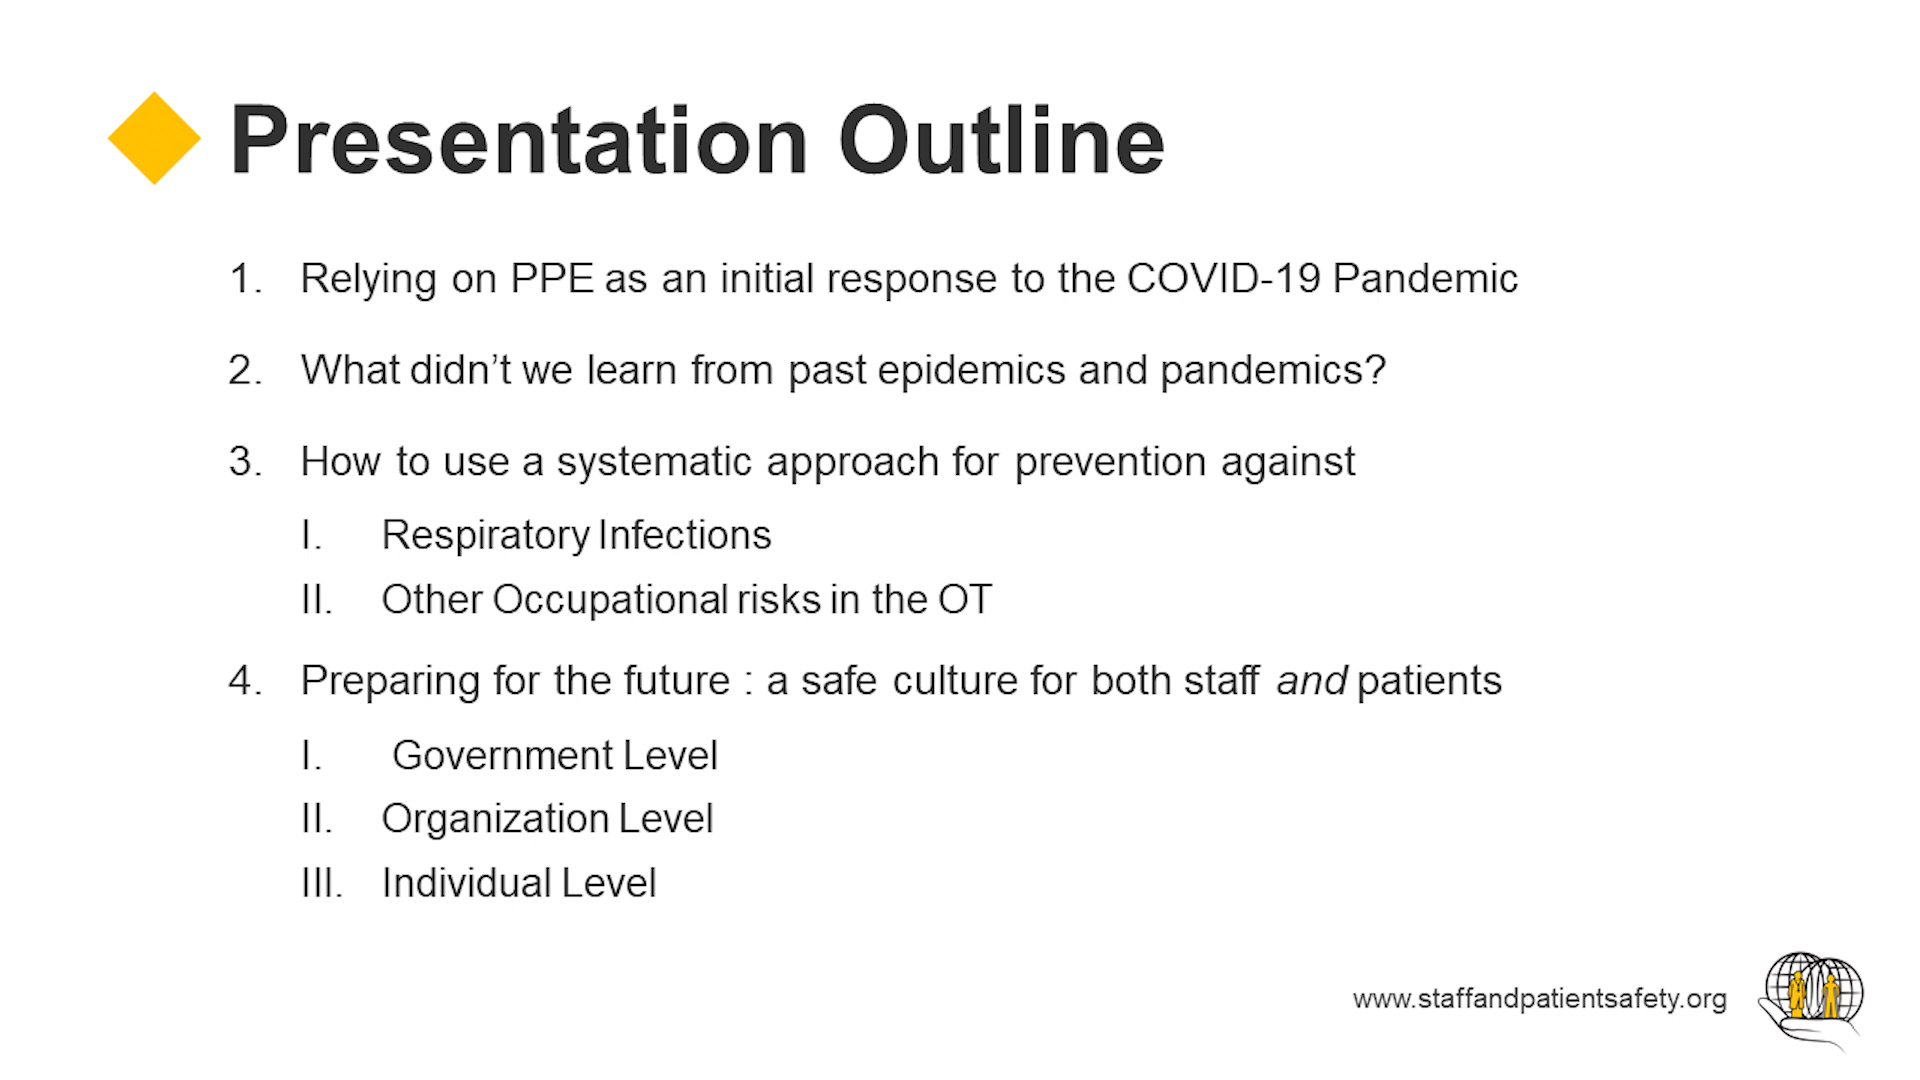 Presentation Outline
1. Relying on PPE as an initial response to the COVID-19 Pandemic
2. What didn’t we learn from past epidemics and pandemics?
3. How to use a systematic approach for prevention against
I. Respiratory Infections
II. Other Occupational risks in the OT
4. Preparing for the future : a safe culture for both staff and patients
I. Government Level
II. Organization Level
III. Individual Level
www.staffandpatientsafety.org